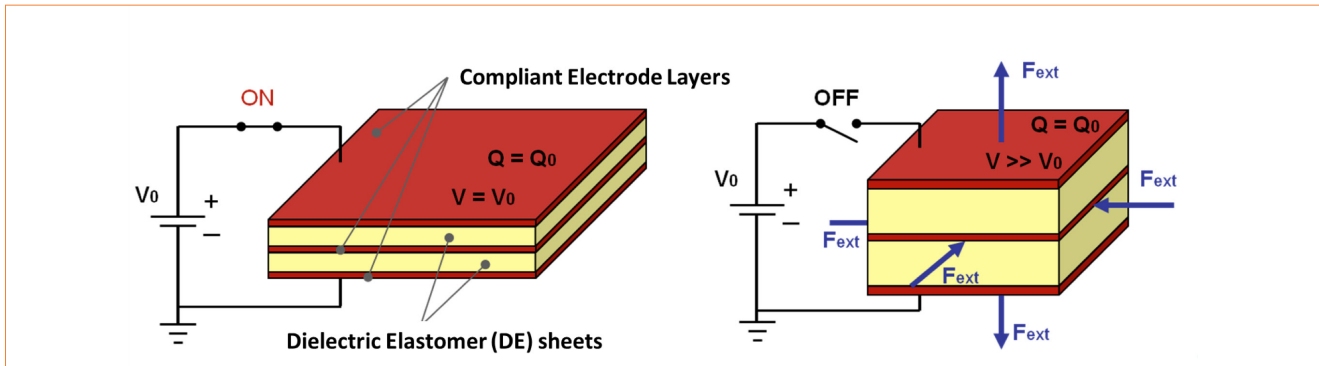 Compliant Electrode Layers
ON
Q = Q0
V = V0
V0
+
−
Dielectric Elastomer (DE) sheets
OFF
Fext
Q = Q0
V >> V0
V0
+
−
Fext
Fext
Fext
Fext